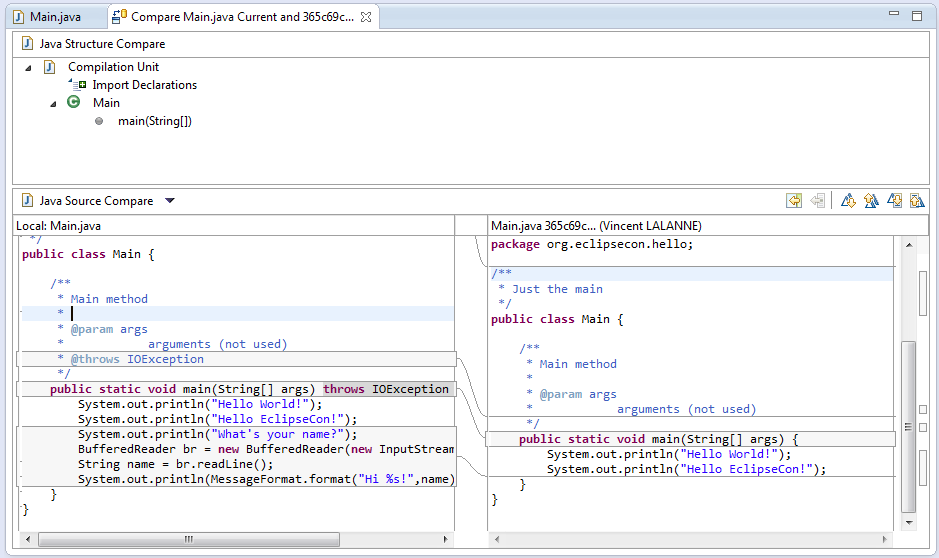 Main.java
Compare Main.java Current and 365c69c...
Java Structure Compare
Compilation Unit
Import Declarations
Main
main(String[])
Java Source Compare
Local: Main.java
*/
public class Main {
/**
* Main method
*
* @param args
* arguments (not used)
* @throws IOException
*/
public static void main(String[] args) throws IOException
System.out.println("Hello World!");
System.out.println("Hello EclipseCon!");
System.out.println("What's your name?");
BufferedReader br = new BufferedReader(new InputStream
String name = br.readLine();
System.out.println(MessageFormat.format("Hi %s!",name)
}
}
Main.java 365c69c... (Vincent LALANNE)
package org.eclipsecon.hello;
/**
* Just the main
*/
public class Main {
/**
* Main method
*
* @param args
* arguments (not used)
*/
public static void main(String[] args) {
System.out.println("Hello World!");
System.out.println("Hello EclipseCon!");
}
}